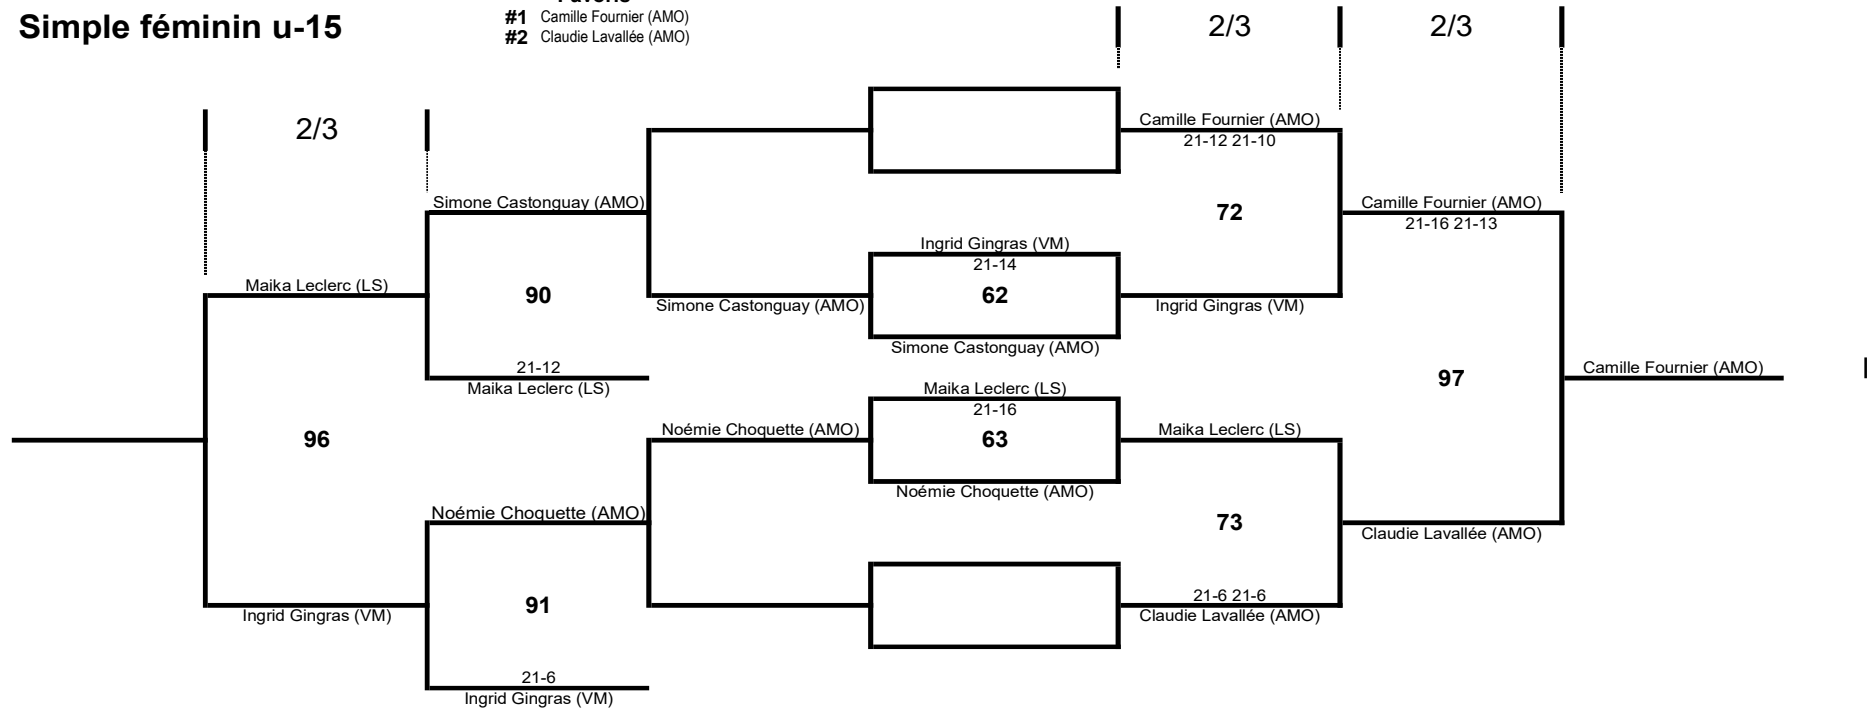 Favoris
Simple féminin u-15
#1 Camille Fournier (AMO)
#2 Claudie Lavallée (AMO)
2/3
2/3
2/3
Camille Fournier (AMO)
21-12 21-10
Simone Castonguay (AMO)
72
Camille Fournier (AMO)
21-16 21-13
Ingrid Gingras (VM)
21-14
Maika Leclerc (LS)
90
Simone Castonguay (AMO)
62
Ingrid Gingras (VM)
Simone Castonguay (AMO)
21-12
Maika Leclerc (LS)
Maika Leclerc (LS)
21-16
97
Camille Fournier (AMO)
96
Noémie Choquette (AMO)
63
Maika Leclerc (LS)
Noémie Choquette (AMO)
Noémie Choquette (AMO)
73
Claudie Lavallée (AMO)
91
Ingrid Gingras (VM)
21-6 21-6
Claudie Lavallée (AMO)
21-6
Ingrid Gingras (VM)